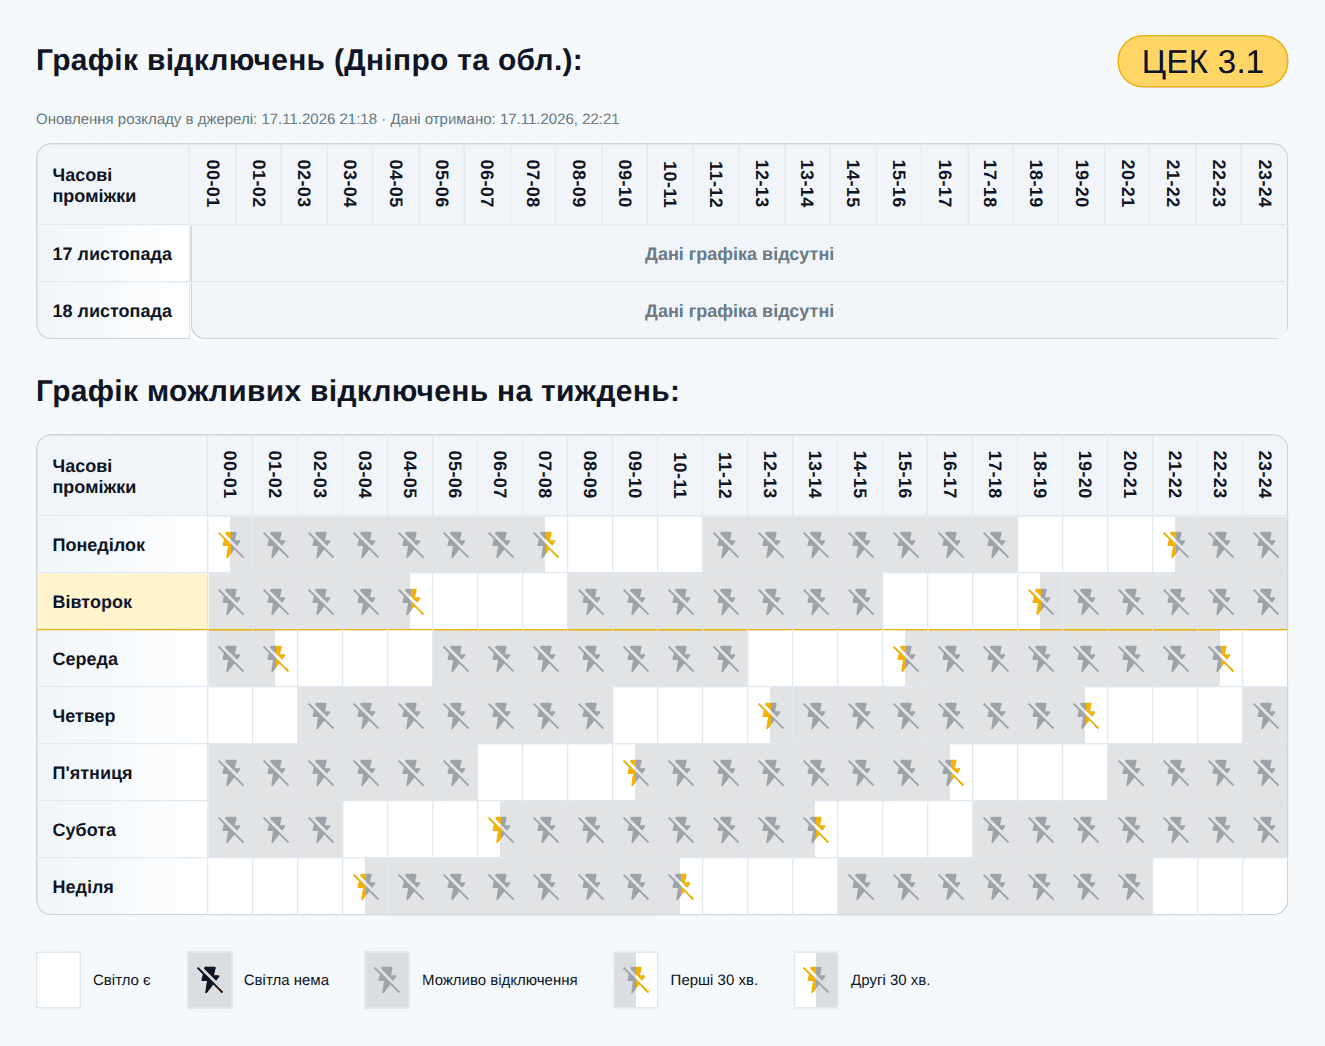 Графік відключень (Дніпро та обл.):
ЦЕК 3.1
Оновлення розкладу в джерелі: 17.11.2026 21:18 · Дані отримано: 17.11.2026, 22:21
Часові проміжки 00-01 01-02 02-03 03-04 04-05 05-06 06-07 07-08 08-09 09-10 10-11 11-12 12-13 13-14 14-15 15-16 16-17 17-18 18-19 19-20 20-21 21-22 22-23 23-24
17 листопада Дані графіка відсутні
18 листопада Дані графіка відсутні
Графік можливих відключень на тиждень:
Часові проміжки 00-01 01-02 02-03 03-04 04-05 05-06 06-07 07-08 08-09 09-10 10-11 11-12 12-13 13-14 14-15 15-16 16-17 17-18 18-19 19-20 20-21 21-22 22-23 23-24
Понеділок
Вівторок
Середа
Четвер
П'ятниця
Субота
Неділя
Світло є Світла нема Можливо відключення Перші 30 хв. Другі 30 хв.